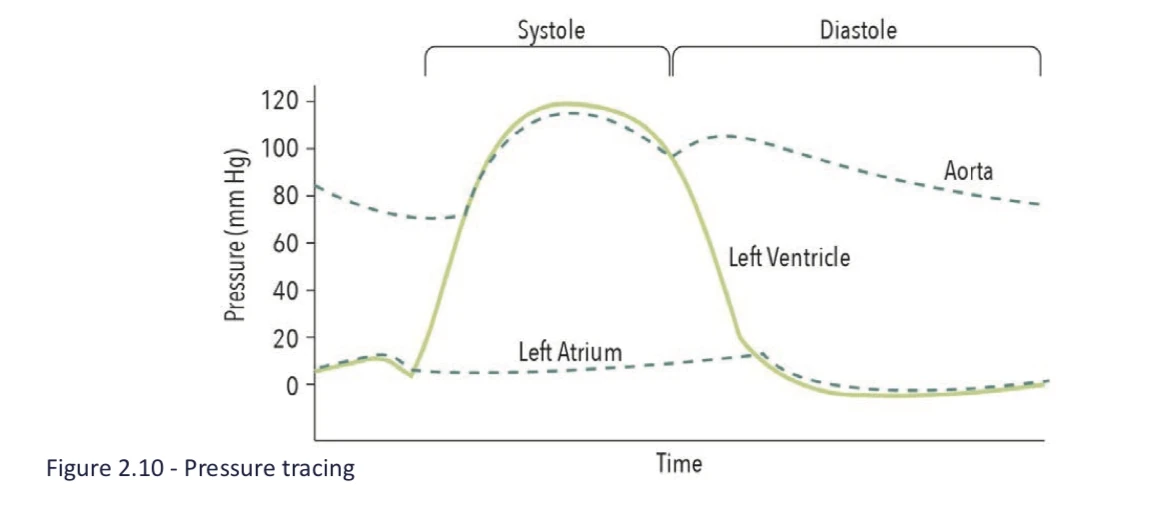 Systole
Diastole
120
100
80
60
40
20
0
Pressure (mm Hg)
Aorta
Left Ventricle
Left Atrium
Time
Figure 2.10 - Pressure tracing